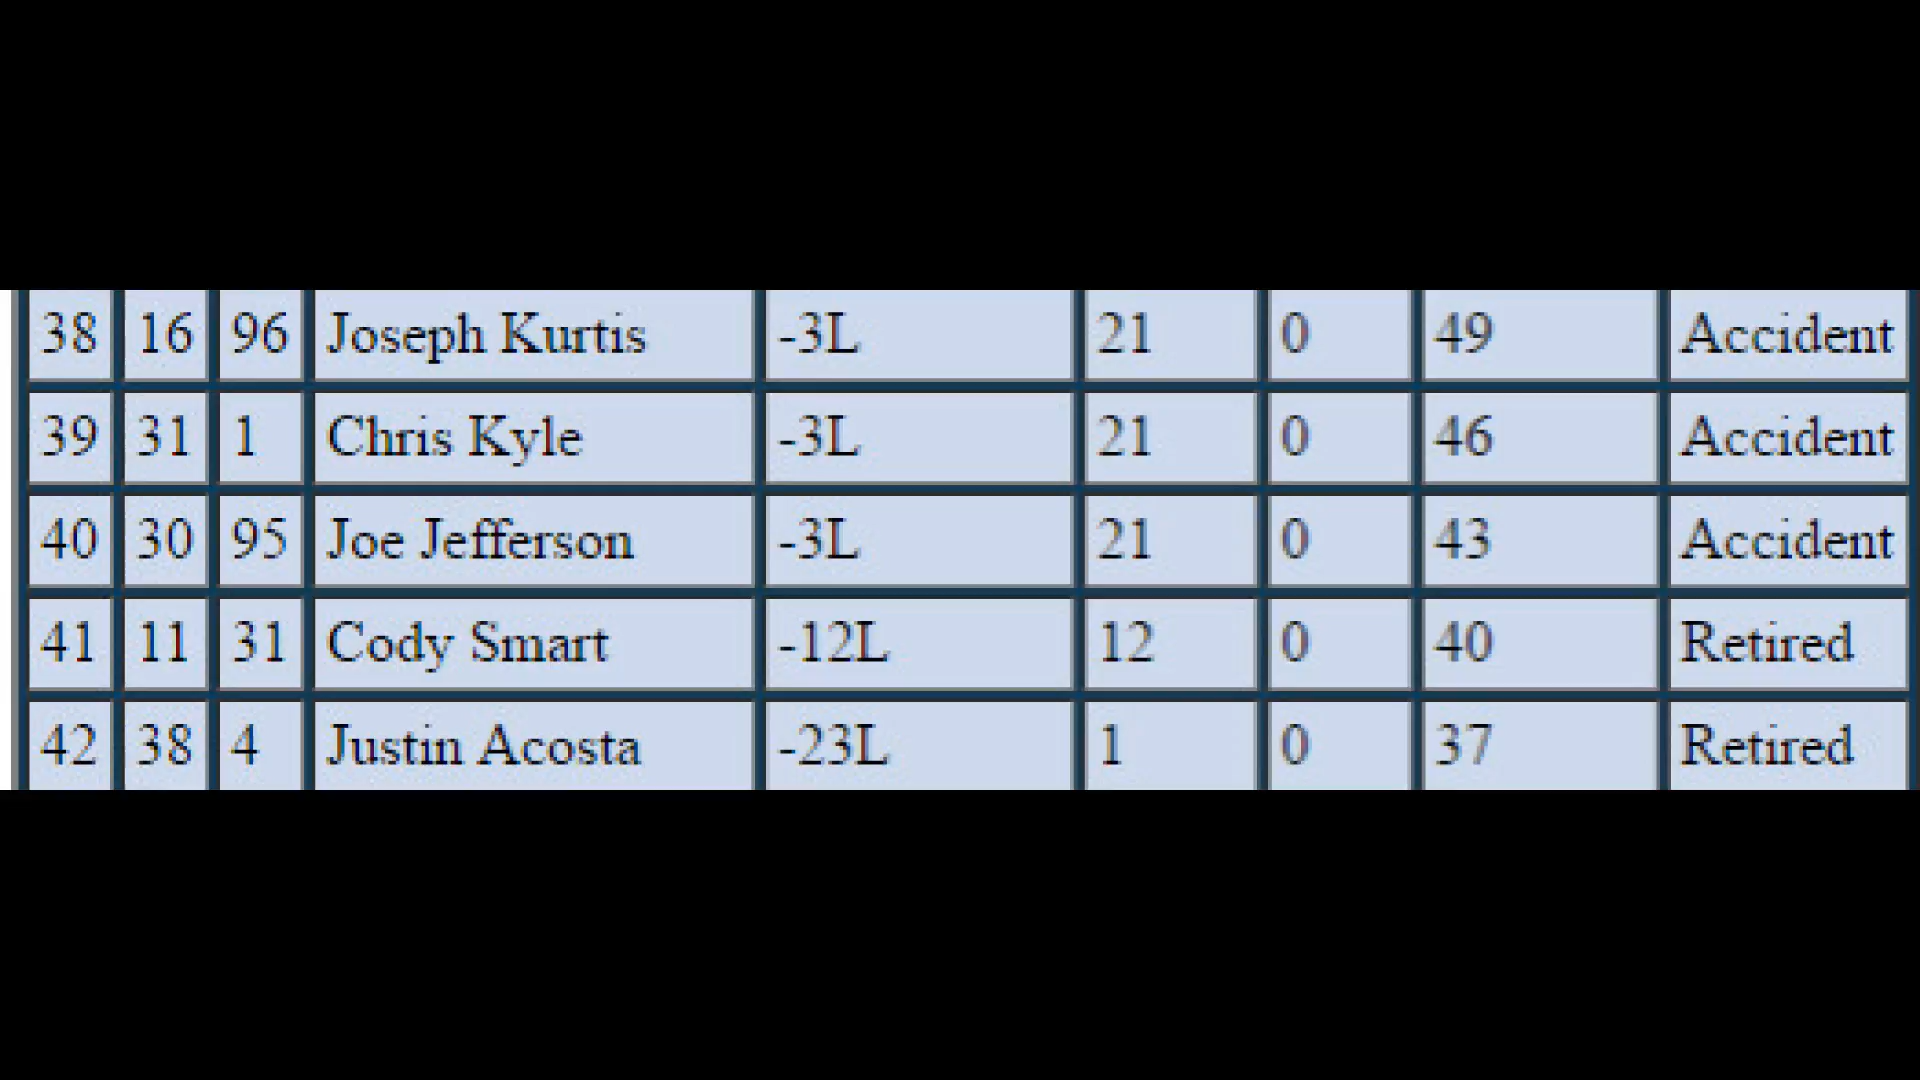 38 16 96 Joseph Kurtis -3L 21 0 49 Accident
39 31 1 Chris Kyle -3L 21 0 46 Accident
40 30 95 Joe Jefferson -3L 21 0 43 Accident
41 11 31 Cody Smart -12L 12 0 40 Retired
42 38 4 Justin Acosta -23L 1 0 37 Retired